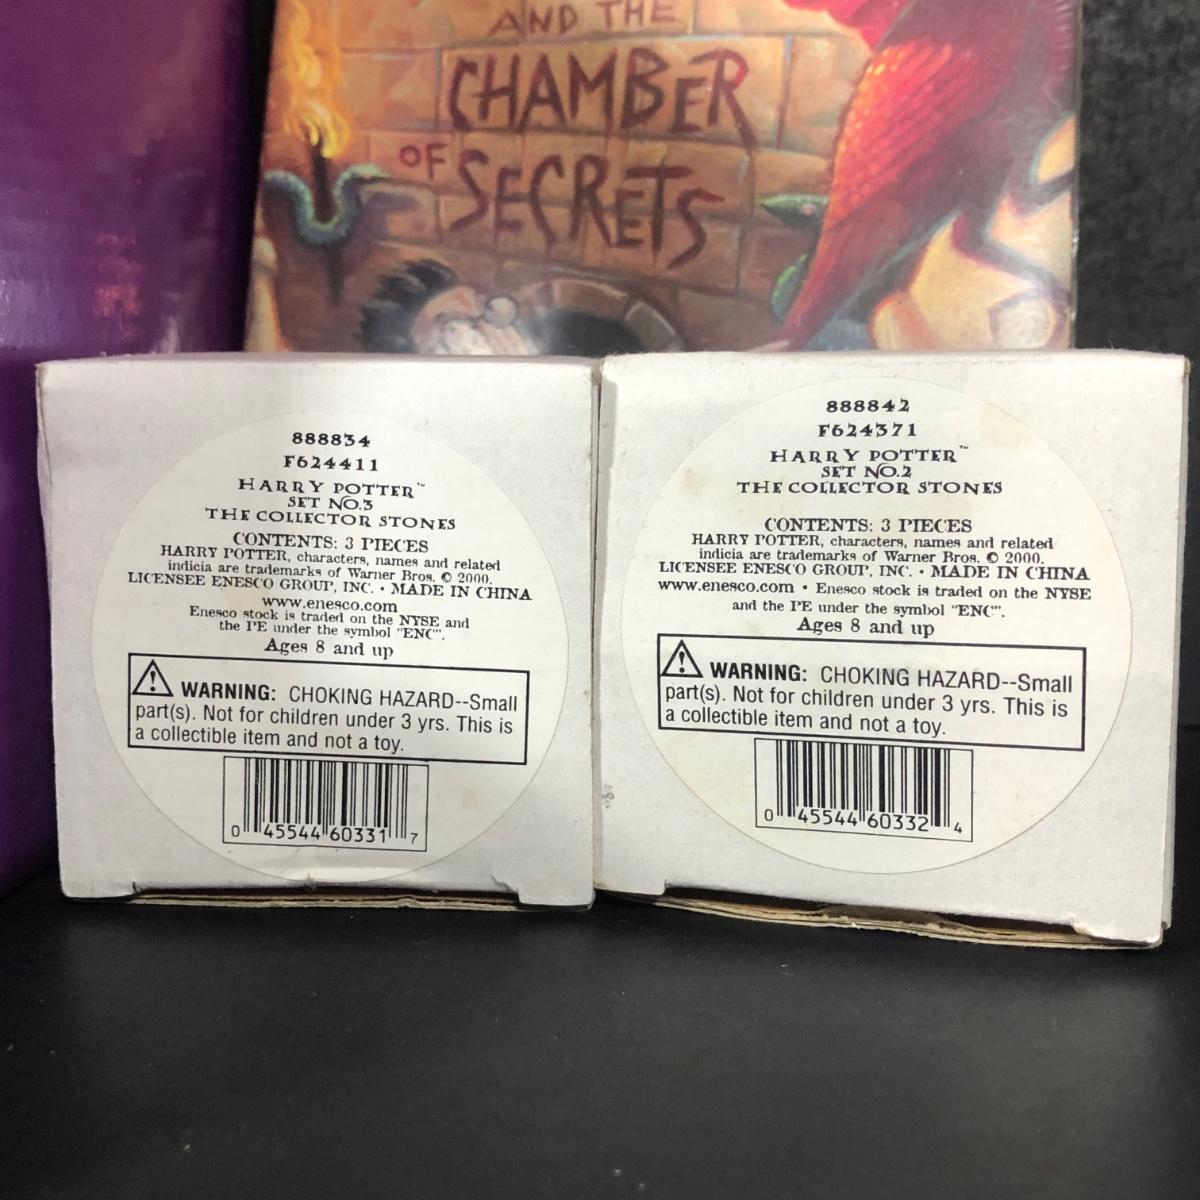 AND THE
CHAMBER
OF SECRETS
888834
F624411
HARRY POTTER™
SET NO.3
THE COLLECTOR STONES
CONTENTS: 3 PIECES
HARRY POTTER, characters, names and related
indicia are trademarks of Warner Bros. © 2000.
LICENSEE ENESCO GROUP, INC. • MADE IN CHINA
www.enesco.com
Enesco stock is traded on the NYSE and
the PE under the symbol "ENC".
Ages 8 and up
WARNING: CHOKING HAZARD--Small
part(s). Not for children under 3 yrs. This is
a collectible item and not a toy.
0 45544 60331 7
888842
F624371
HARRY POTTER™
SET NO.2
THE COLLECTOR STONES
CONTENTS: 3 PIECES
HARRY POTTER, characters, names and related
indicia are trademarks of Warner Bros. © 2000.
LICENSEE ENESCO GROUP, INC. • MADE IN CHINA
www.enesco.com • Enesco stock is traded on the NYSE
and the PE under the symbol "ENC".
Ages 8 and up
WARNING: CHOKING HAZARD--Small
part(s). Not for children under 3 yrs. This is
a collectible item and not a toy.
0 45544 60332 4